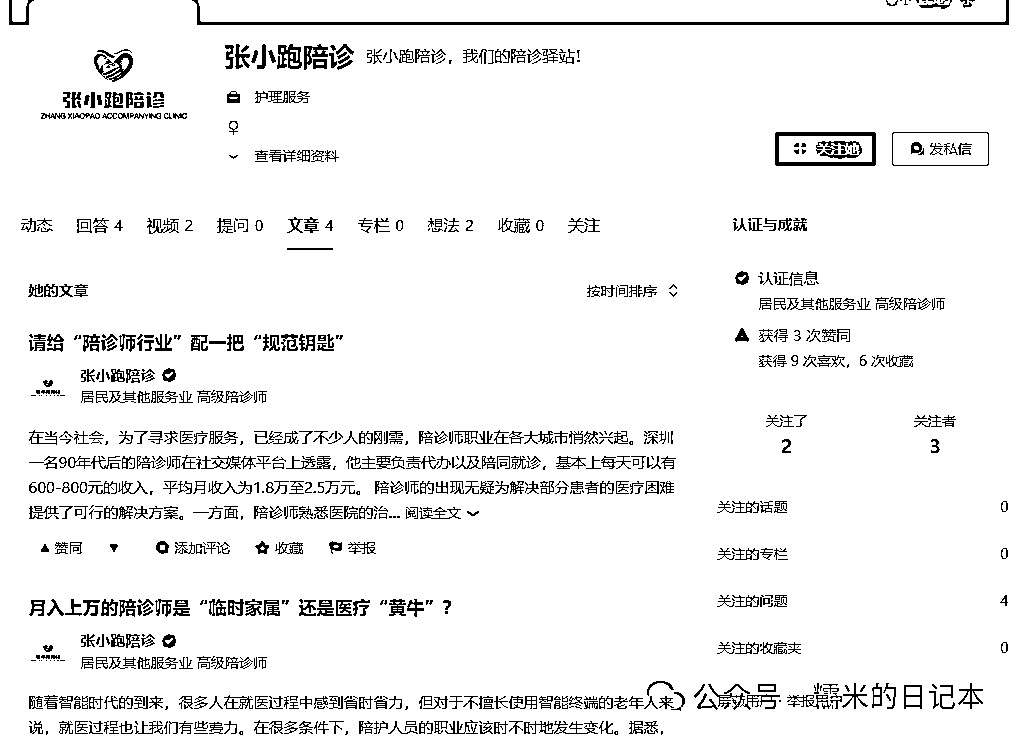 张小跑陪诊
ZHANG XIAOPAO ACCOMPANYING CLINIC
张小跑陪诊 张小跑陪诊，我们的陪诊驿站！
护理服务
查看详细资料
关注她
发私信
动态 回答 4 视频 2 提问 0 文章 4 专栏 0 想法 2 收藏 0 关注
她的文章
按时间排序
请给“陪诊师行业”配一把“规范钥匙”
张小跑陪诊
居民及其他服务业 高级陪诊师
在当今社会，为了寻求医疗服务，已经成了不少人的刚需，陪诊师职业在各大城市悄然兴起。深圳
一名90年代后的陪诊师在社交媒体平台上透露，他主要负责代办以及陪同就诊，基本上每天可以有
600-800元的收入，平均月收入为1.8万至2.5万元。 陪诊师的出现无疑为解决部分患者的医疗困难
提供了可行的解决方案。一方面，陪诊师熟悉医院的治... 阅读全文
赞同 添加评论 收藏 举报
月入上万的陪诊师是“临时家属”还是医疗“黄牛”？
张小跑陪诊
居民及其他服务业 高级陪诊师
随着智能时代的到来，很多人在就医过程中感到省时省力，但对于不擅长使用智能终端的老年人来
说，就医过程也让我们有些费力。在很多条件下，陪护人员的职业应该时不时地发生变化。据悉，
认证与成就
认证信息
居民及其他服务业 高级陪诊师
获得 3 次赞同
获得 9 次喜欢，6 次收藏
关注了
2
关注者
3
关注的话题 0
关注的专栏 0
关注的问题 4
关注的收藏夹 0
公众号 · 糯米的日记本